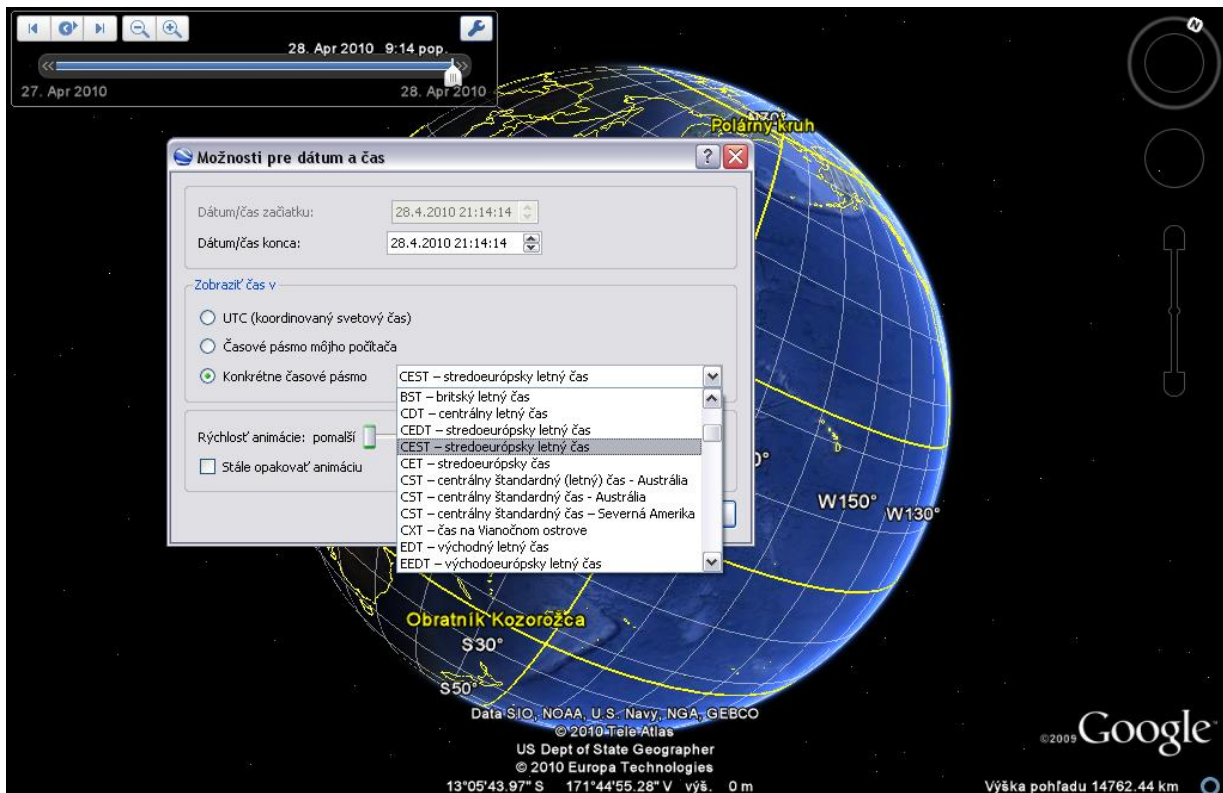 28. Apr 2010 9:14 pop.
27. Apr 2010 28. Apr 2010
N
N70°
Polárny kruh
Možnosti pre dátum a čas
Dátum/čas začiatku: 28.4.2010 21:14:14
Dátum/čas konca: 28.4.2010 21:14:14
Zobraziť čas v
UTC (koordinovaný svetový čas)
Časové pásmo môjho počítača
Konkrétne časové pásmo CEST – stredoeurópsky letný čas
BST – britský letný čas
CDT – centrálny letný čas
CEDT – stredoeurópsky letný čas
CEST – stredoeurópsky letný čas
CET – stredoeurópsky čas
CST – centrálny štandardný (letný) čas - Austrália
CST – centrálny štandardný čas - Austrália
CST – centrálny štandardný čas – Severná Amerika
CXT – čas na Vianočnom ostrove
EDT – východný letný čas
EEDT – východoeurópsky letný čas
Rýchlosť animácie: pomalší
Stále opakovať animáciu
W150° W130°
Obratník Kozorožca
S30°
S50°
Data SIO, NOAA, U.S. Navy, NGA, GEBCO
© 2010 Tele Atlas
US Dept of State Geographer
© 2010 Europa Technologies
©2009 Google
13°05'43.97" S 171°44'55.28" V výš. 0 m Výška pohľadu 14762.44 km